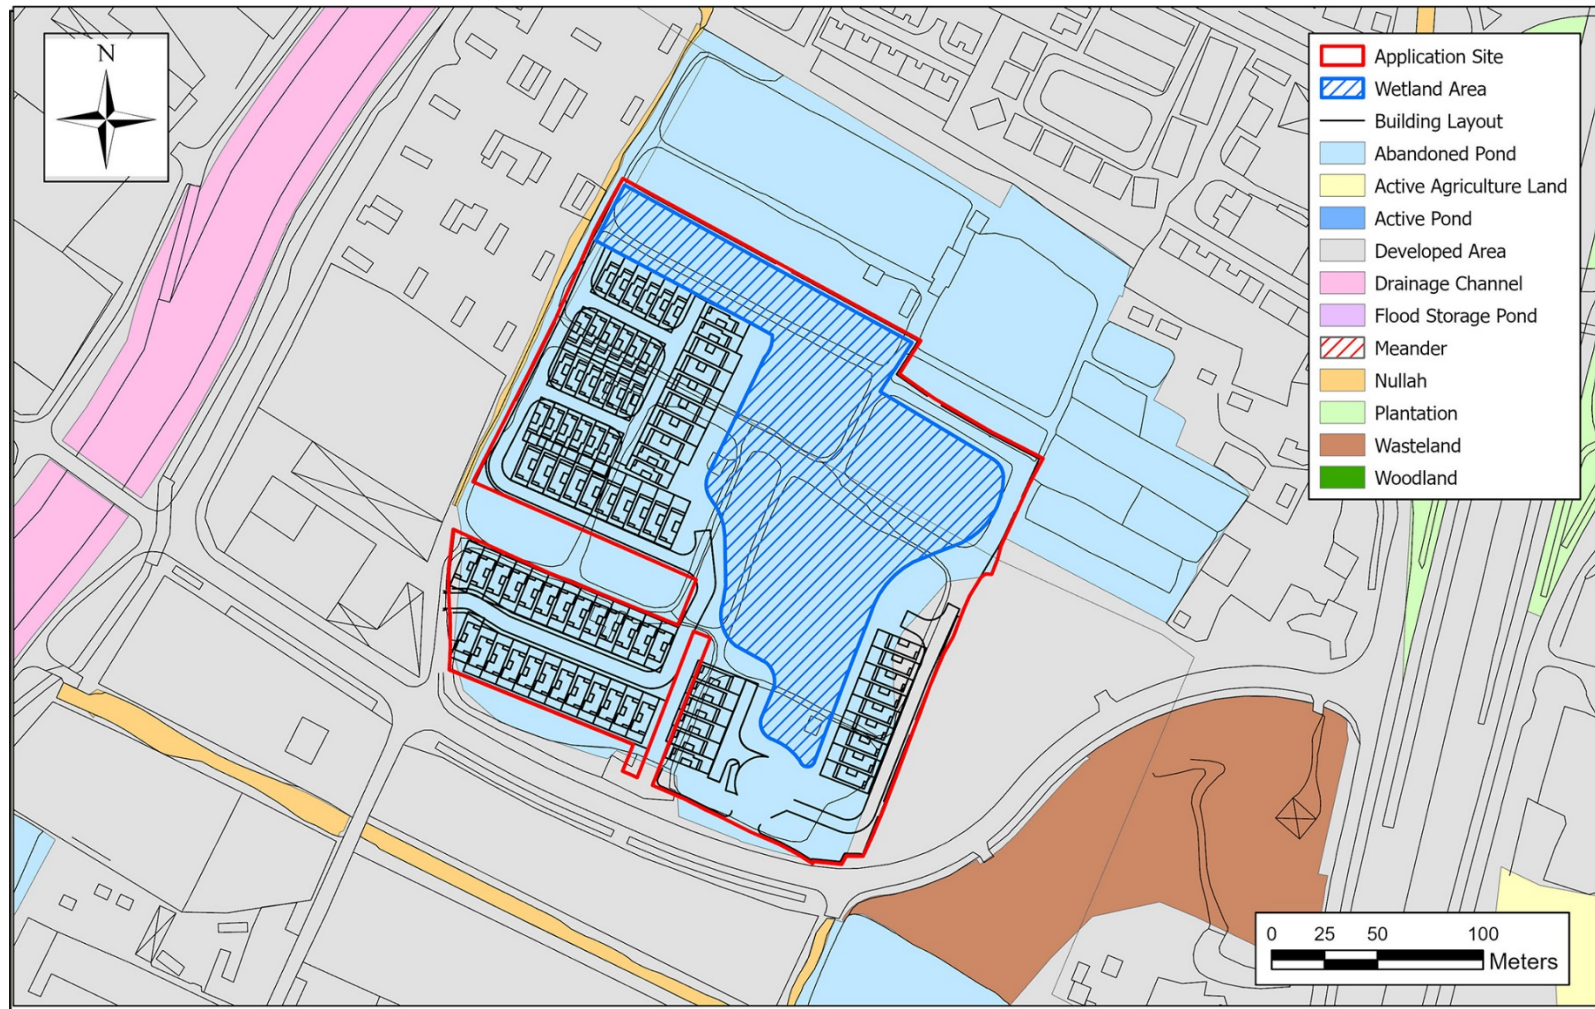 N
Application Site
Wetland Area
Building Layout
Abandoned Pond
Active Agriculture Land
Active Pond
Developed Area
Drainage Channel
Flood Storage Pond
Meander
Nullah
Plantation
Wasteland
Woodland
0 25 50 100
Meters